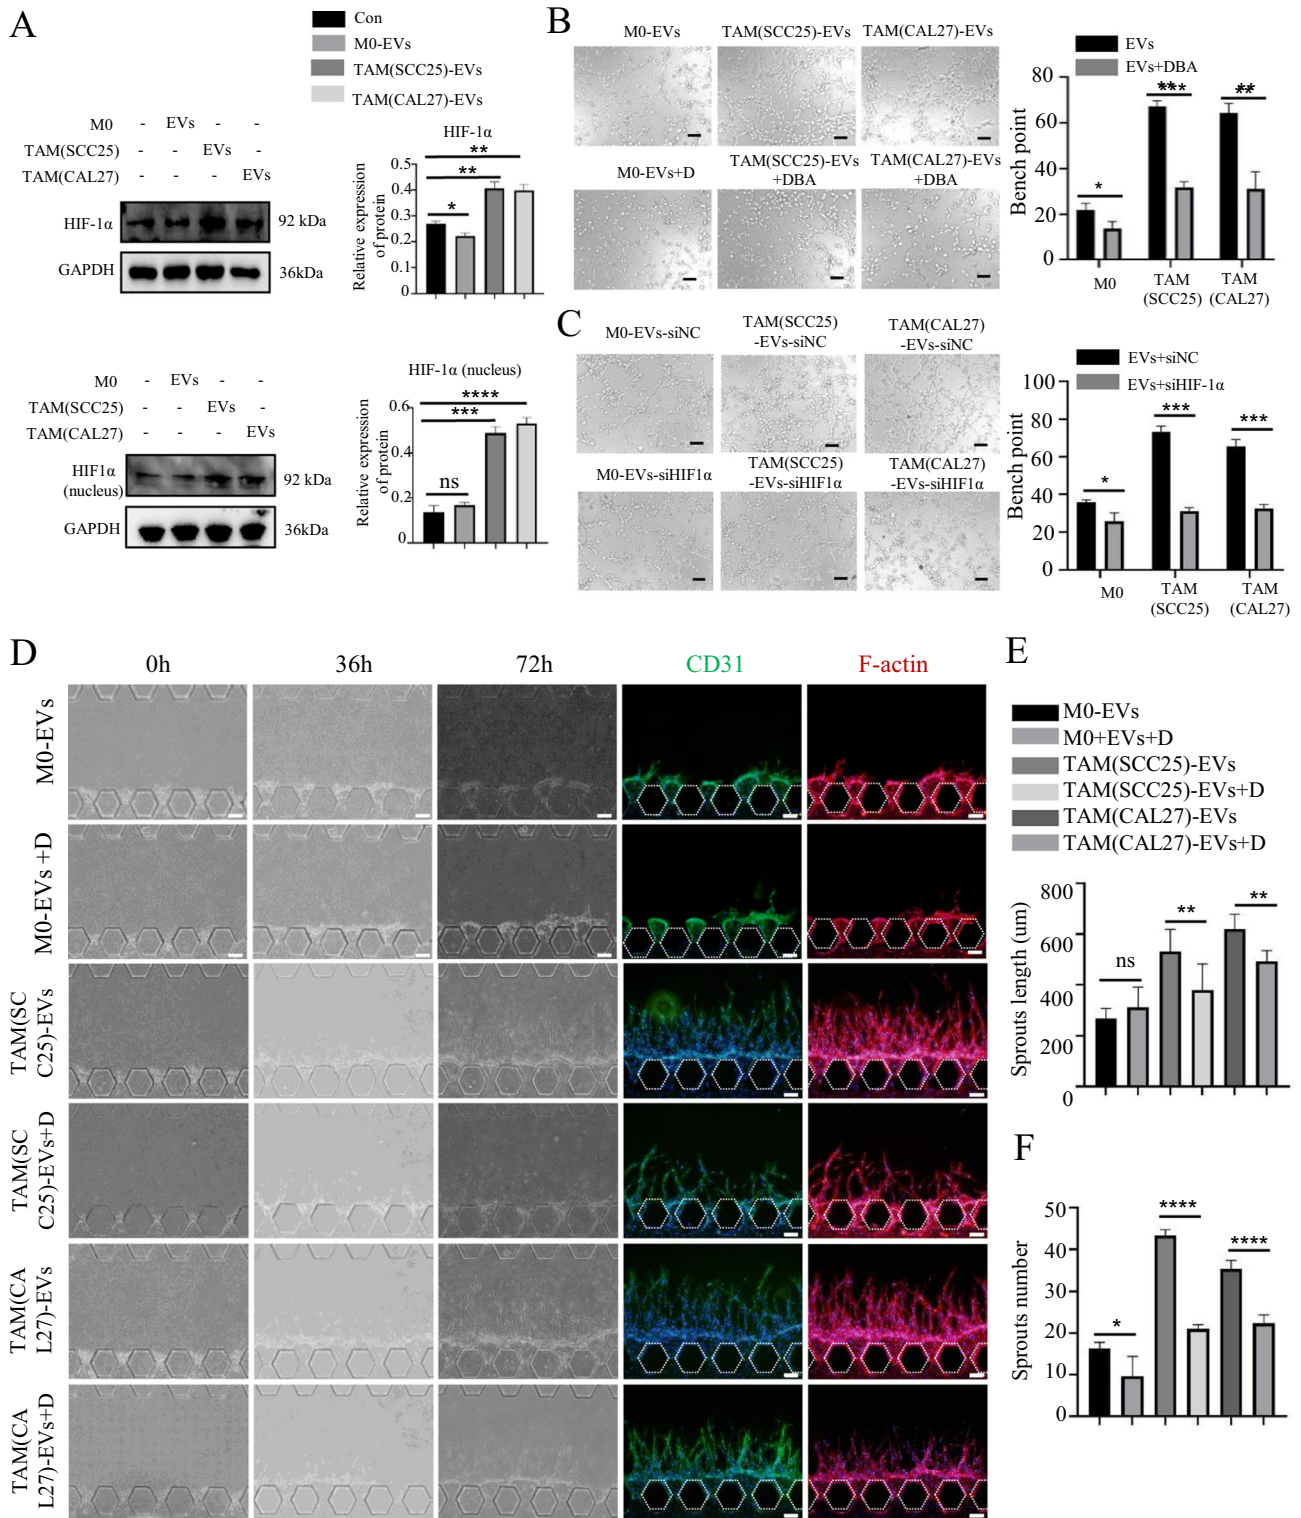 A
Con
M0-EVs
TAM(SCC25)-EVs
TAM(CAL27)-EVs
M0 - EVs - -
TAM(SCC25) - - EVs -
TAM(CAL27) - - - EVs
HIF-1α 92 kDa
GAPDH 36kDa
HIF-1α
Relative expression
of protein
0.5
0.4
0.3
0.2
0.1
0
*
**
**
M0 - EVs - -
TAM(SCC25) - - EVs -
TAM(CAL27) - - - EVs
HIF1α
(nucleus)
92 kDa
GAPDH 36kDa
HIF-1α (nucleus)
Relative expression
of protein
0.6
0.2
0
ns
***
****
B
M0-EVs
TAM(SCC25)-EVs
TAM(CAL27)-EVs
M0-EVs+D
TAM(SCC25)-EVs
+DBA
TAM(CAL27)-EVs
+DBA
EVs
EVs+DBA
Bench point
80
60
40
20
0
*
****
**
M0
TAM
(SCC25)
TAM
(CAL27)
C
M0-EVs-siNC
TAM(SCC25)
-EVs-siNC
TAM(CAL27)
-EVs-siNC
M0-EVs-siHIF1α
TAM(SCC25)
-EVs-siHIF1α
TAM(CAL27)
-EVs-siHIF1α
EVs+siNC
EVs+siHIF-1α
Bench point
100
80
60
40
20
0
*
***
***
M0
TAM
(SCC25)
TAM
(CAL27)
D
0h 36h 72h CD31 F-actin
M0-EVs
M0-EVs +D
TAM(SC
C25)-EVs
TAM(SC
C25)-EVs+D
TAM(CA
L27)-EVs
TAM(CA
L27)-EVs+D
E
M0-EVs
M0+EVs+D
TAM(SCC25)-EVs
TAM(SCC25)-EVs+D
TAM(CAL27)-EVs
TAM(CAL27)-EVs+D
Sprouts length (um)
800
600
400
200
0
ns
**
**
F
Sprouts number
50
40
30
20
10
0
*
****
****